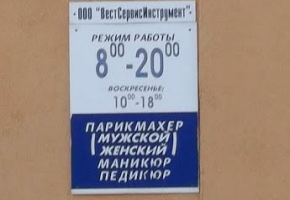 ООО "ВестСервисИнструмент"
РЕЖИМ РАБОТЫ
8⁰⁰-20⁰⁰
ВОСКРЕСЕНЬЕ:
10⁰⁰-18⁰⁰
ПАРИКМАХЕР
(МУЖСКОЙ
ЖЕНСКИЙ)
МАНИКЮР
ПЕДИКЮР